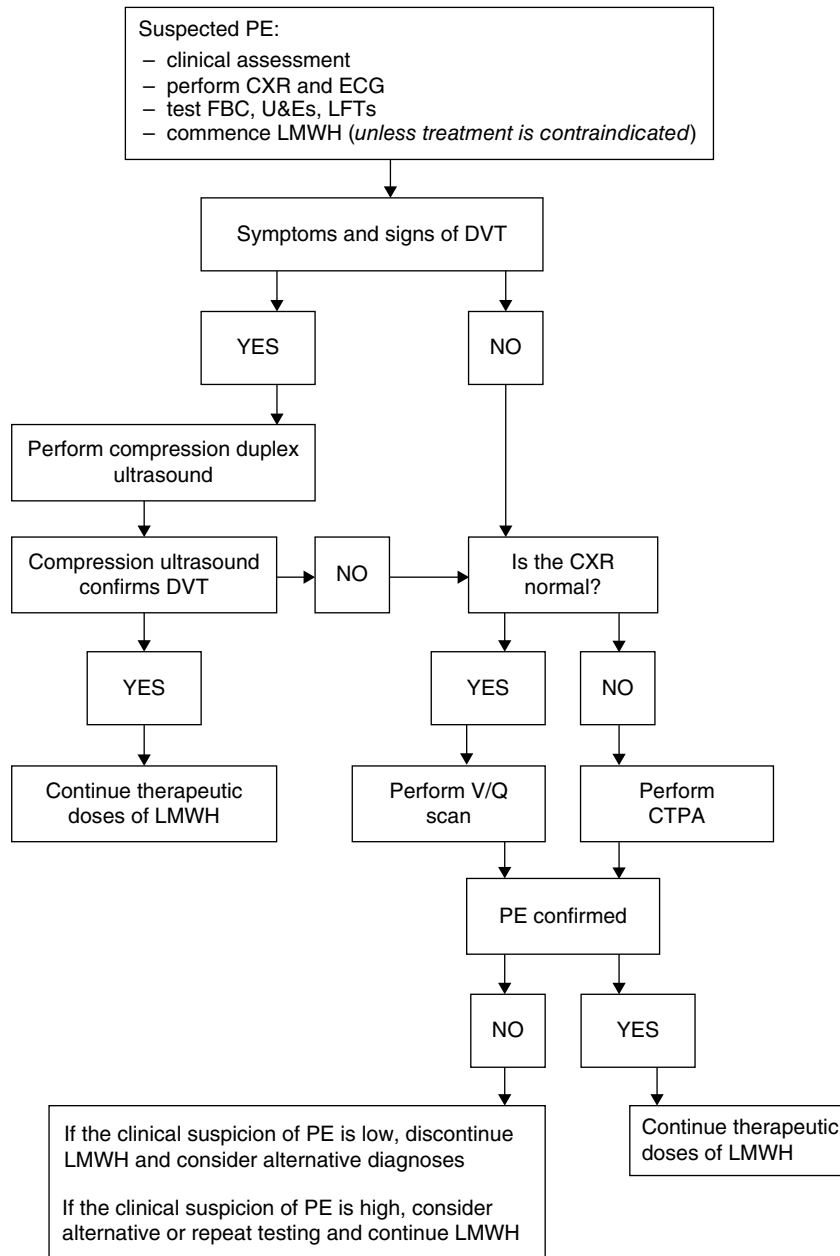 Suspected PE:
– clinical assessment
– perform CXR and ECG
– test FBC, U&Es, LFTs
– commence LMWH (unless treatment is contraindicated)
Symptoms and signs of DVT
YES
NO
Perform compression duplex
ultrasound
Compression ultrasound
confirms DVT
NO
Is the CXR
normal?
YES
YES
NO
Continue therapeutic
doses of LMWH
Perform V/Q
scan
Perform
CTPA
PE confirmed
NO
YES
If the clinical suspicion of PE is low, discontinue
LMWH and consider alternative diagnoses
If the clinical suspicion of PE is high, consider
alternative or repeat testing and continue LMWH
Continue therapeutic
doses of LMWH